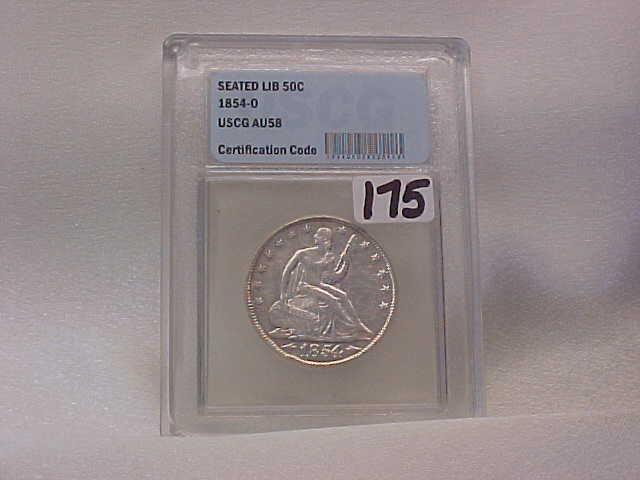 SEATED LIB 50C
1854-O
USCG AU58
Certification Code
175
1854